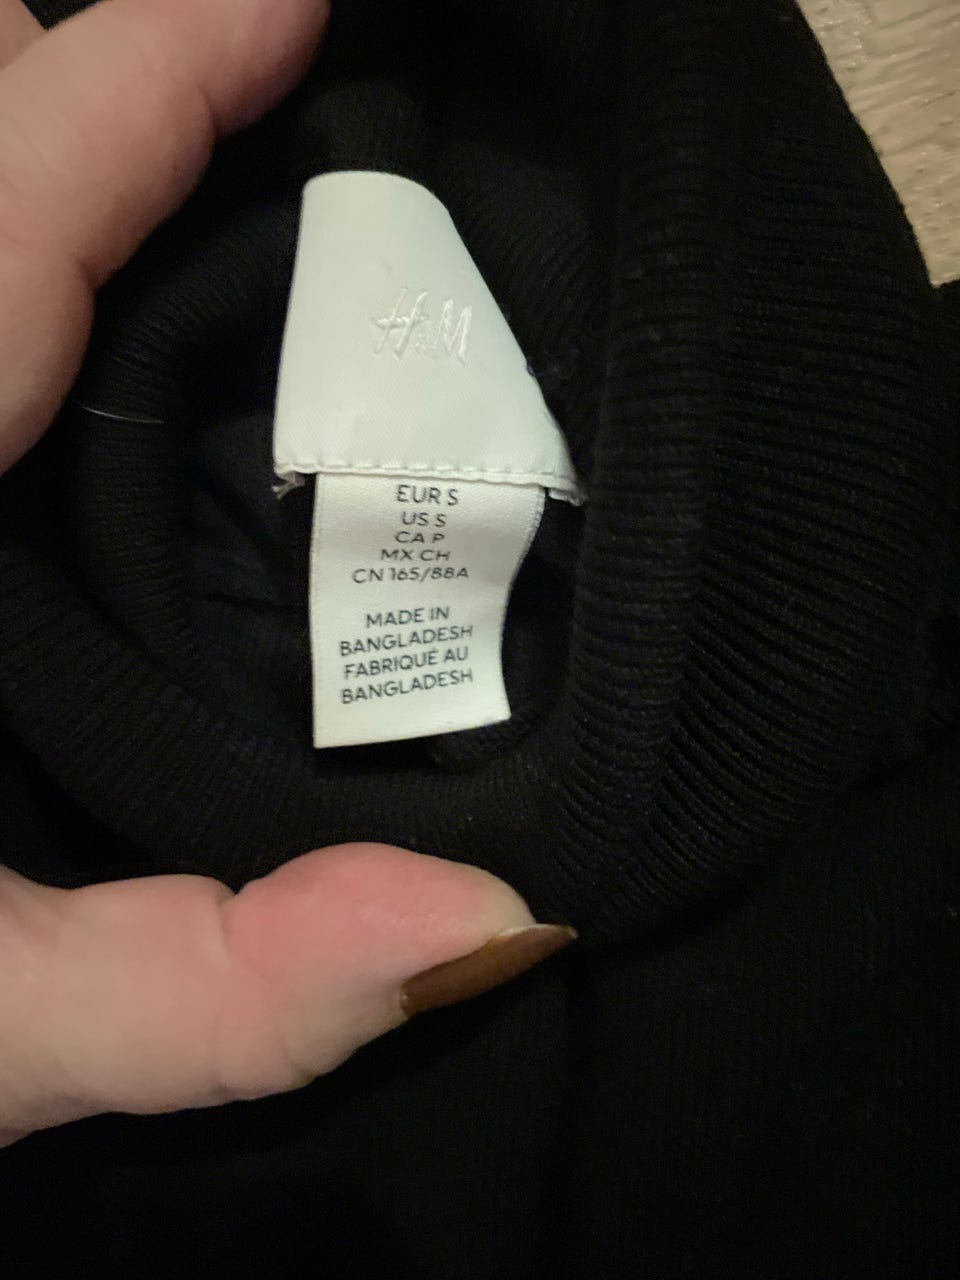 H&M
EUR S
US S
CA P
MX CH
CN 165/88A
MADE IN
BANGLADESH
FABRIQUÉ AU
BANGLADESH